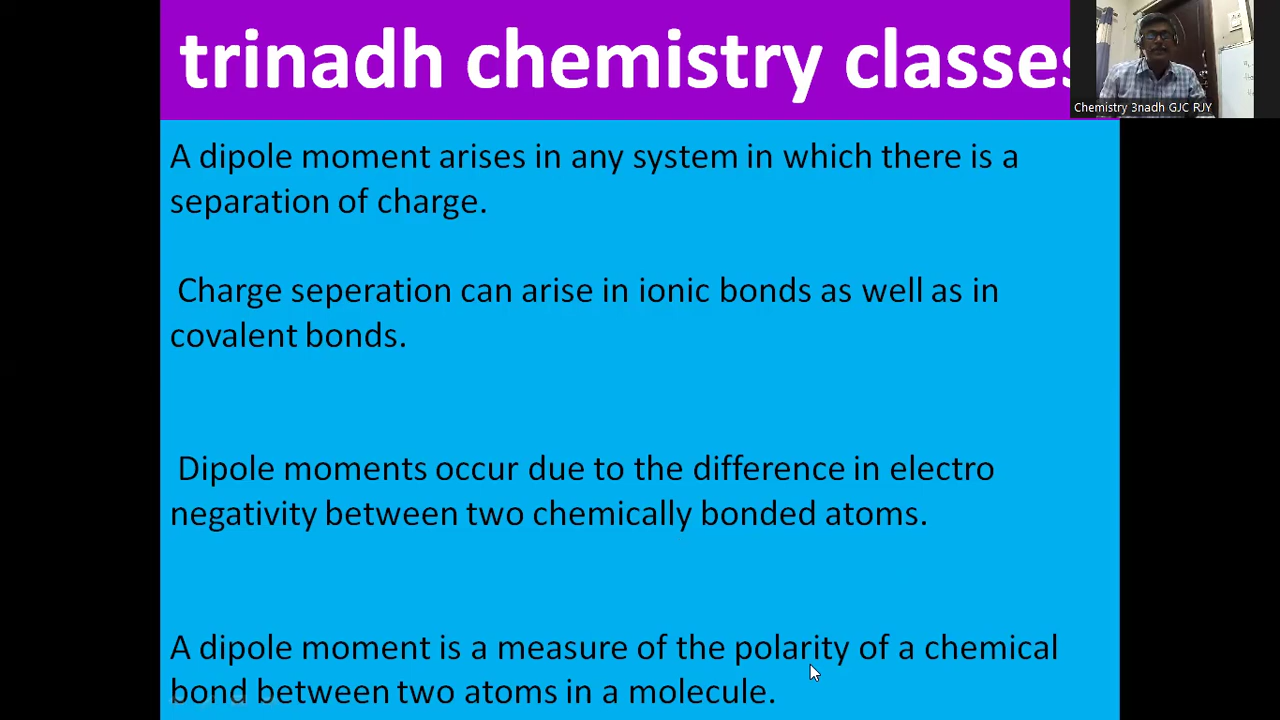 trinadh chemistry classes
Chemistry 3nadh GJC RJY
A dipole moment arises in any system in which there is a
separation of charge.
Charge seperation can arise in ionic bonds as well as in
covalent bonds.
Dipole moments occur due to the difference in electro
negativity between two chemically bonded atoms.
A dipole moment is a measure of the polarity of a chemical
bond between two atoms in a molecule.